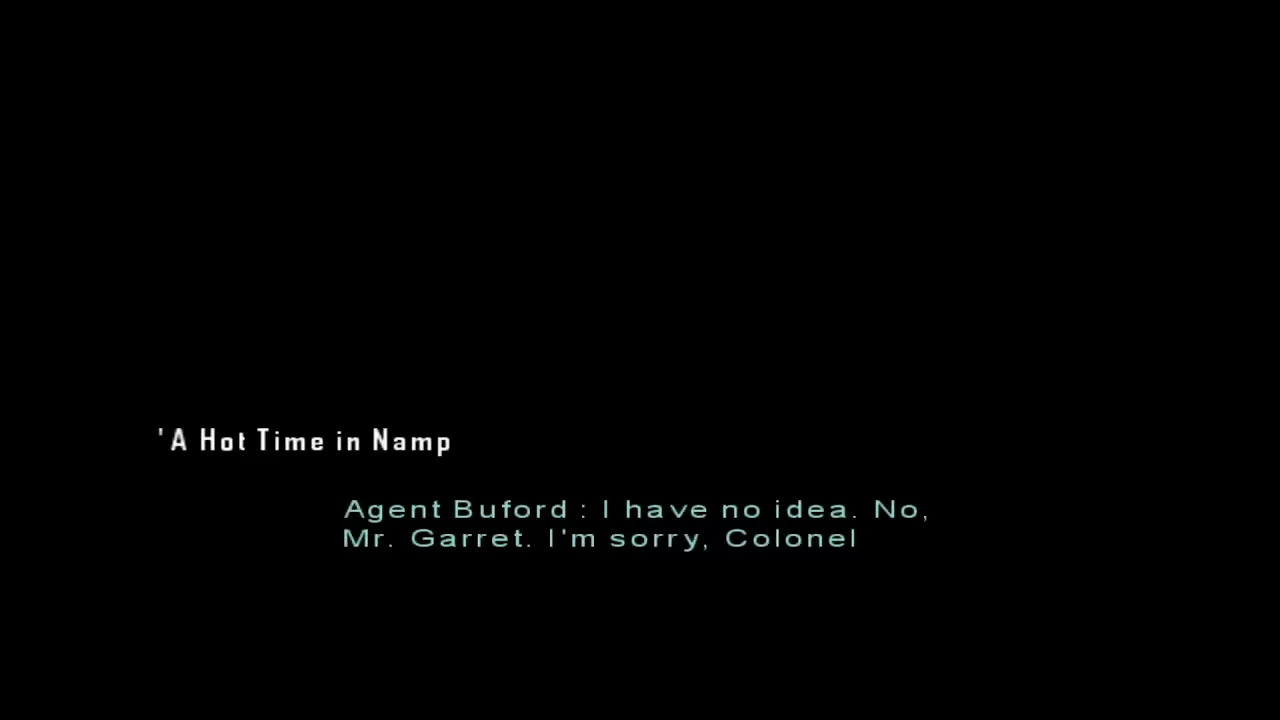 'A Hot Time in Namp
Agent Buford : I have no idea. No,
Mr. Garret. I'm sorry, Colonel